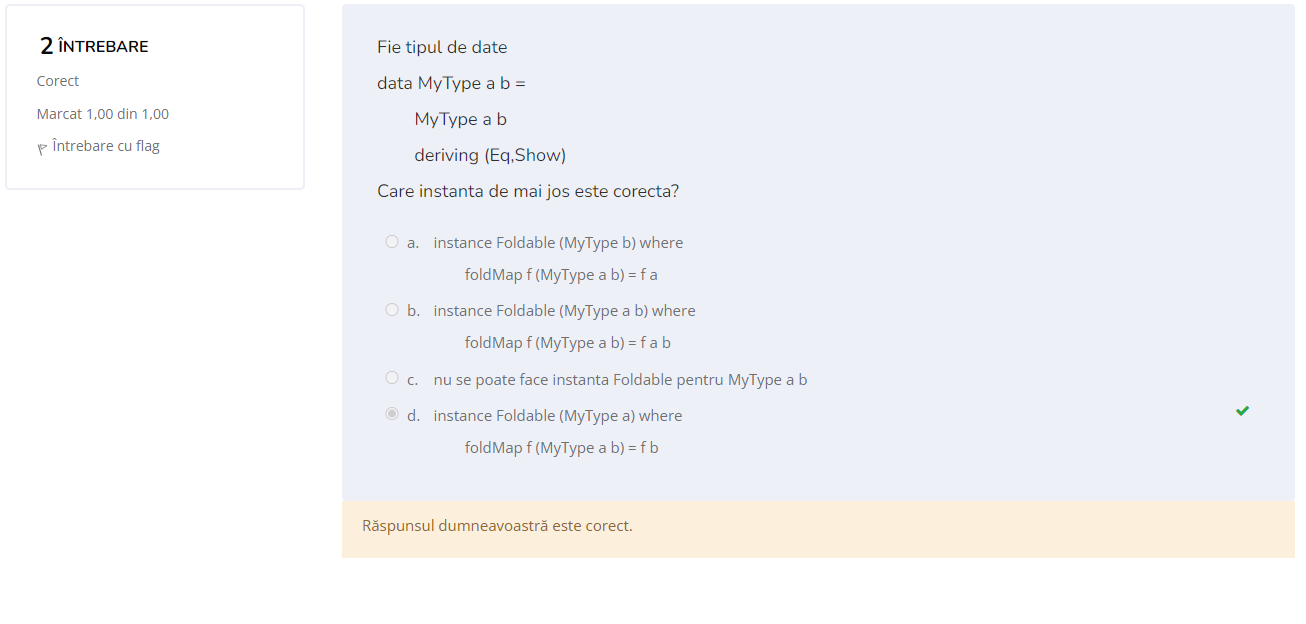 2 ÎNTREBARE
Corect
Marcat 1,00 din 1,00
Întrebare cu flag
Fie tipul de date
data MyType a b =
MyType a b
deriving (Eq,Show)
Care instanta de mai jos este corecta?
a. instance Foldable (MyType b) where
foldMap f (MyType a b) = f a
b. instance Foldable (MyType a b) where
foldMap f (MyType a b) = f a b
c. nu se poate face instanta Foldable pentru MyType a b
d. instance Foldable (MyType a) where
foldMap f (MyType a b) = f b
Răspunsul dumneavoastră este corect.